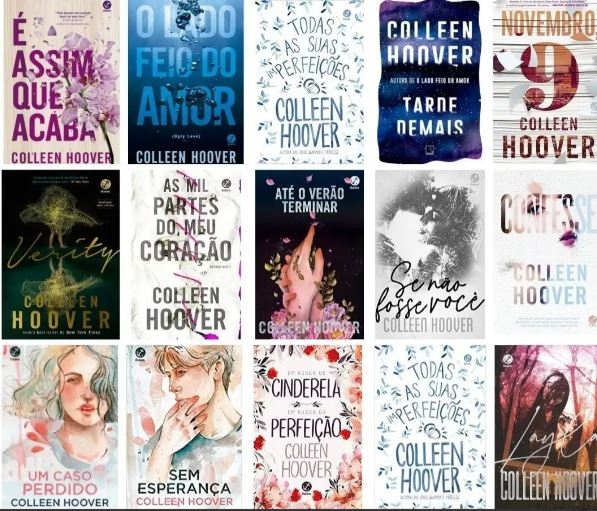 É
ASSIM
QUE
ACABA
COLLEEN HOOVER
O LADO
FEIO DO
AMOR
(Ugly Love)
COLLEEN HOOVER
TODAS
AS SUAS
IMPERFEIÇÕES
COLLEEN
HOOVER
COLLEEN
HOOVER
AUTORA DE O LADO FEIO DO AMOR
TARDE
DEMAIS
NOVEMBRO,
9
COLLEEN
HOOVER
Verity
COLLEEN
HOOVER
AS MIL
PARTES
DO MEU
CORAÇÃO
COLLEEN
HOOVER
ATÉ O VERÃO
TERMINAR
COLLEEN HOOVER
Se não
fosse você
COLLEEN HOOVER
CONFESSE
COLLEEN
HOOVER
UM CASO
PERDIDO
COLLEEN HOOVER
SEM
ESPERANÇA
COLLEEN HOOVER
EM BUSCA DE
CINDERELA
EM BUSCA DA
PERFEIÇÃO
COLLEEN
HOOVER
TODAS
AS SUAS
IMPERFEIÇÕES
COLLEEN
HOOVER
Layla
COLLEEN HOOVER